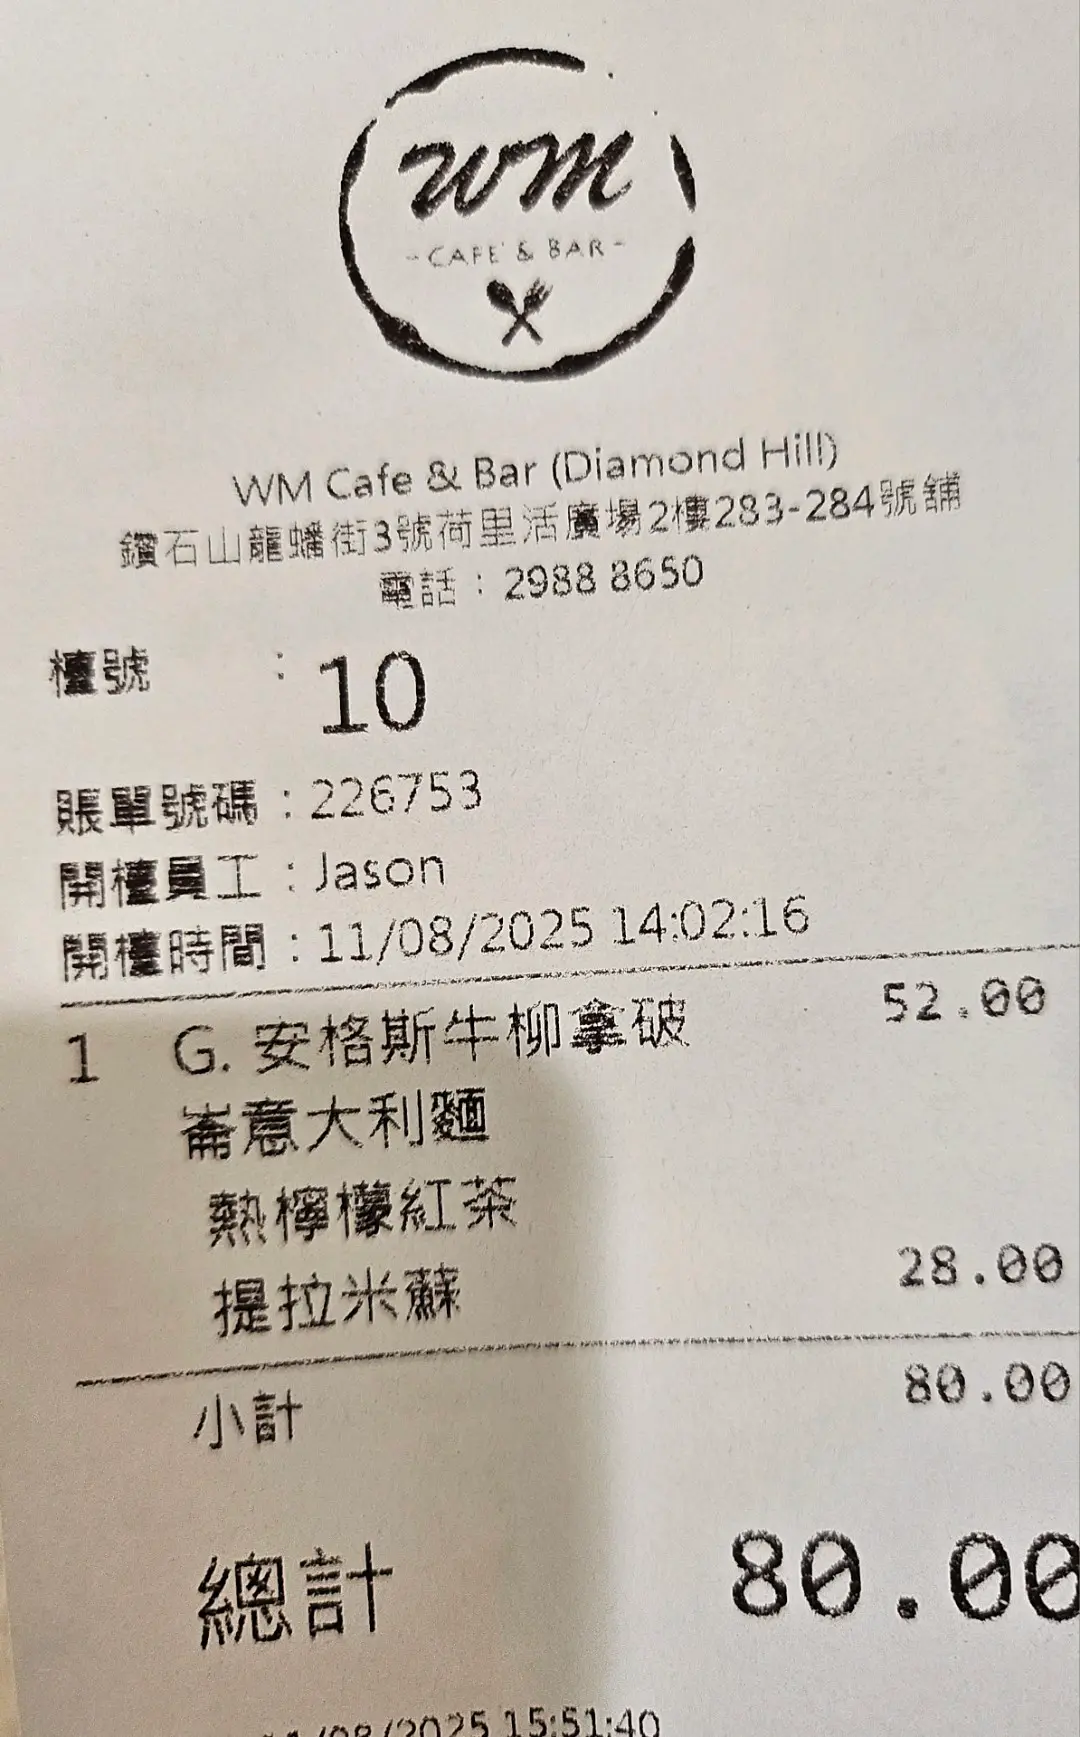 wm
- CAFE & BAR -
WM Cafe & Bar (Diamond Hill)
鑽石山龍蟠街3號荷里活廣場2樓283-284號舖
電話：2988 8650
檯號 : 10
賬單號碼 : 226753
開檯員工 : Jason
開檯時間 : 11/08/2025 14:02:16
1 G. 安格斯牛柳拿破 52.00
崙意大利麵
熱檸檬紅茶
提拉米蘇 28.00
小計 80.00
總計 80.00
11/08/2025 15:51:40